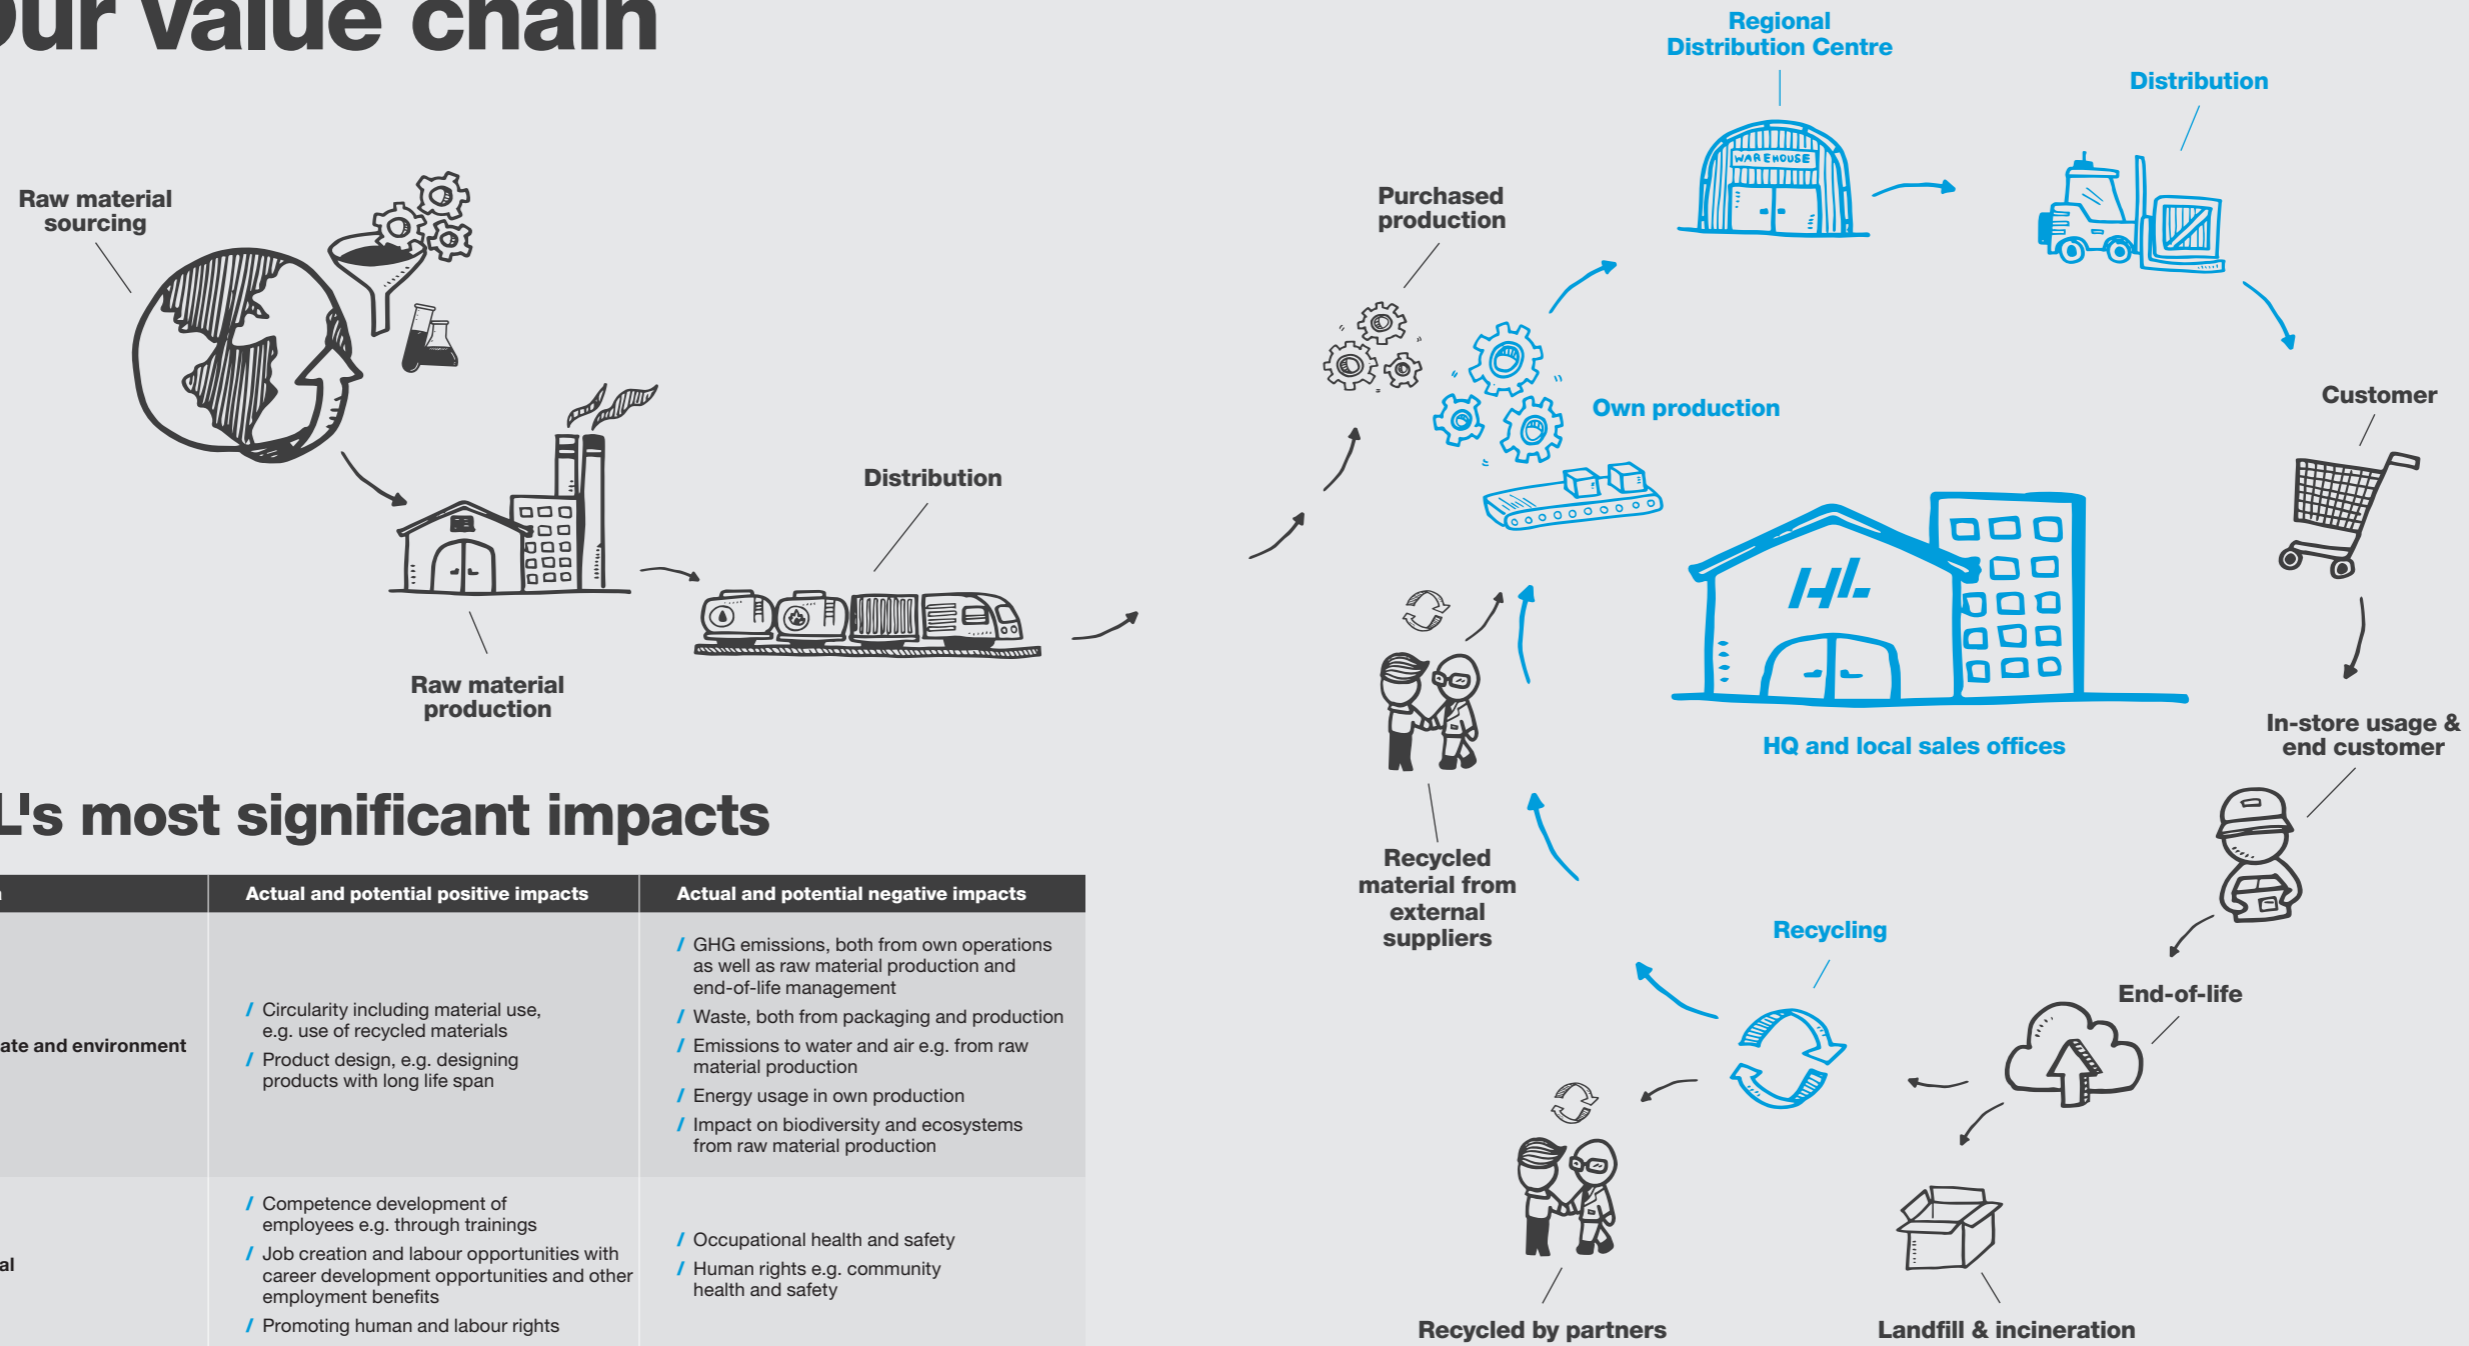 Our value chain
Raw material
sourcing
Raw material
production
Distribution
Purchased
production
Own production
Regional
Distribution Centre
WAREHOUSE
Distribution
Customer
HL
HQ and local sales offices
In-store usage &
end customer
End-of-life
Recycling
Recycled
material from
external
suppliers
Recycled by partners
Landfill & incineration
L's most significant impacts
Actual and potential positive impacts
Actual and potential negative impacts
ate and environment
/ Circularity including material use,
e.g. use of recycled materials
/ Product design, e.g. designing
products with long life span
/ GHG emissions, both from own operations
as well as raw material production and
end-of-life management
/ Waste, both from packaging and production
/ Emissions to water and air e.g. from raw
material production
/ Energy usage in own production
/ Impact on biodiversity and ecosystems
from raw material production
al
/ Competence development of
employees e.g. through trainings
/ Job creation and labour opportunities with
career development opportunities and other
employment benefits
/ Promoting human and labour rights
/ Occupational health and safety
/ Human rights e.g. community
health and safety